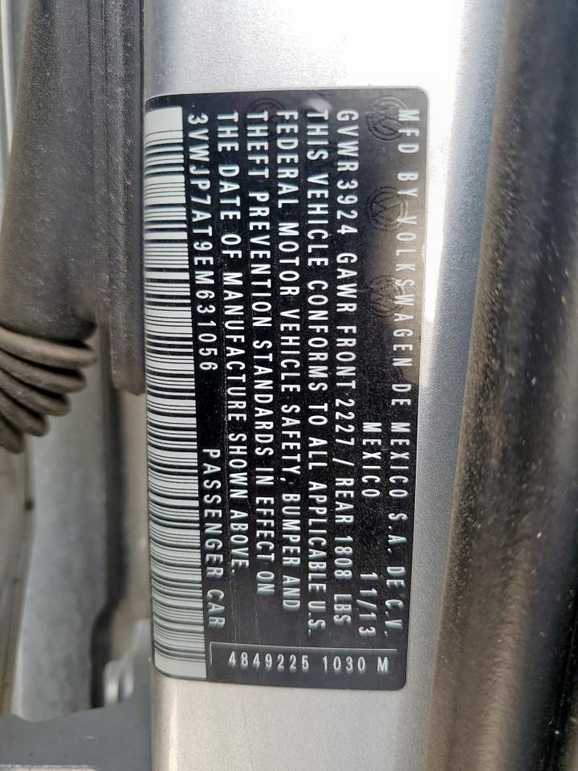 MFD BY VOLKSWAGEN DE MEXICO S.A. DE C.V.
MEXICO 11/13
GVWR 3924 GAWR FRONT 2227 / REAR 1808 LBS
THIS VEHICLE CONFORMS TO ALL APPLICABLE U.S.
FEDERAL MOTOR VEHICLE SAFETY, BUMPER AND
THEFT PREVENTION STANDARDS IN EFFECT ON
THE DATE OF MANUFACTURE SHOWN ABOVE.
3VWJP7AT9EM631056 PASSENGER CAR
4849225 1030 M